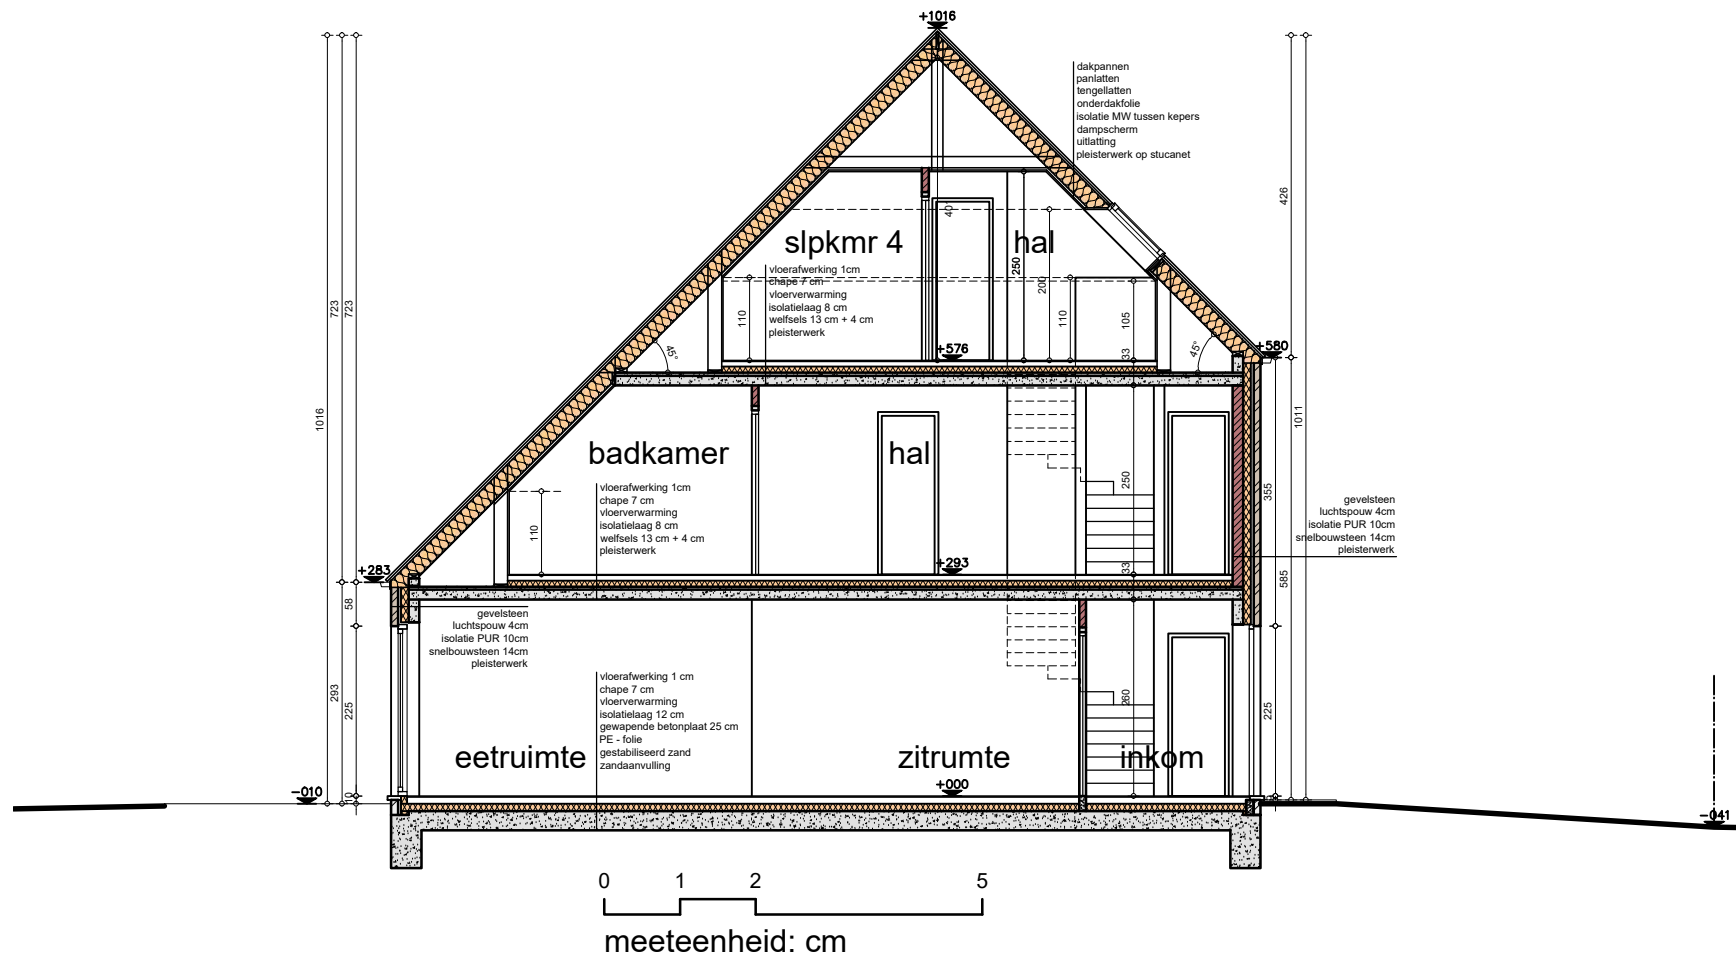 +1016
dakpannen
panlatten
tengellatten
onderdakfolie
isolatie MW tussen kepers
dampscherm
uitlatting
pleisterwerk op stucanet
426
401
slpkmr 4
hal
250
200
vloerafwerking 1cm
chape 7 cm
vloerverwarming
isolatielaag 8 cm
welfsels 13 cm + 4 cm
pleisterwerk
110
110
105
723
723
45°
45°
+576
33
+580
1016
1011
badkamer
hal
250
355
vloerafwerking 1cm
chape 7 cm
vloerverwarming
isolatielaag 8 cm
welfsels 13 cm + 4 cm
pleisterwerk
110
gevelsteen
luchtspouw 4cm
isolatie PUR 10cm
snelbouwsteen 14cm
pleisterwerk
+283
+293
33
585
58
gevelsteen
luchtspouw 4cm
isolatie PUR 10cm
snelbouwsteen 14cm
pleisterwerk
293
225
vloerafwerking 1 cm
chape 7 cm
vloerverwarming
isolatielaag 12 cm
gewapende betonplaat 25 cm
PE - folie
gestabiliseerd zand
zandaanvulling
260
225
eetruimte
zitrumte
inkom
-010
10
+000
-041
0 1 2 5
meeteenheid: cm